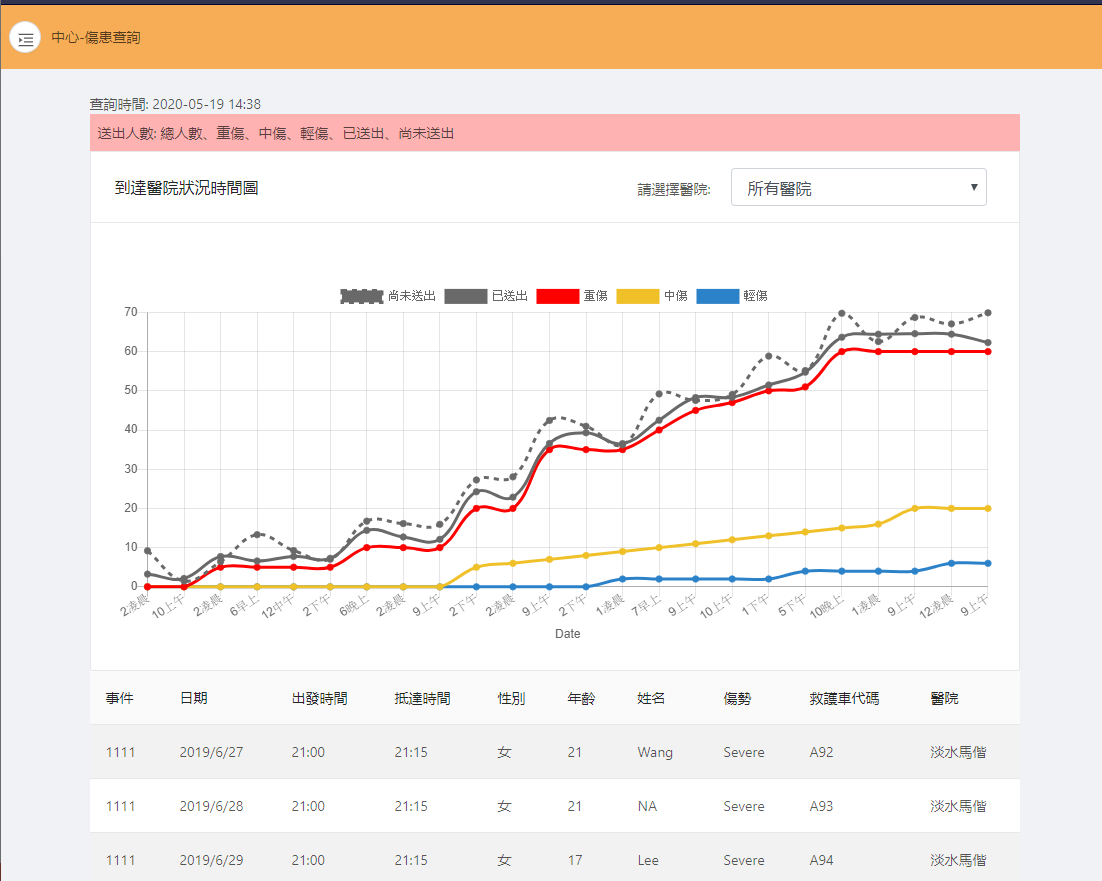 中心-傷患查詢
查詢時間: 2020-05-19 14:38
送出人數: 總人數、重傷、中傷、輕傷、已送出、尚未送出
到達醫院狀況時間圖
請選擇醫院:
所有醫院
尚未送出 已送出 重傷 中傷 輕傷
70
60
50
40
30
20
10
0
2凌晨 10上午 2凌晨 6早上 12中午 2下午 6晚上 2凌晨 9上午 2下午 2凌晨 9上午 2下午 1凌晨 7早上 9上午 10上午 1下午 5下午 10晚上 1凌晨 9上午 12凌晨 9上午
Date
事件 日期 出發時間 抵達時間 性別 年齡 姓名 傷勢 救護車代碼 醫院
1111 2019/6/27 21:00 21:15 女 21 Wang Severe A92 淡水馬偕
1111 2019/6/28 21:00 21:15 女 21 NA Severe A93 淡水馬偕
1111 2019/6/29 21:00 21:15 女 17 Lee Severe A94 淡水馬偕